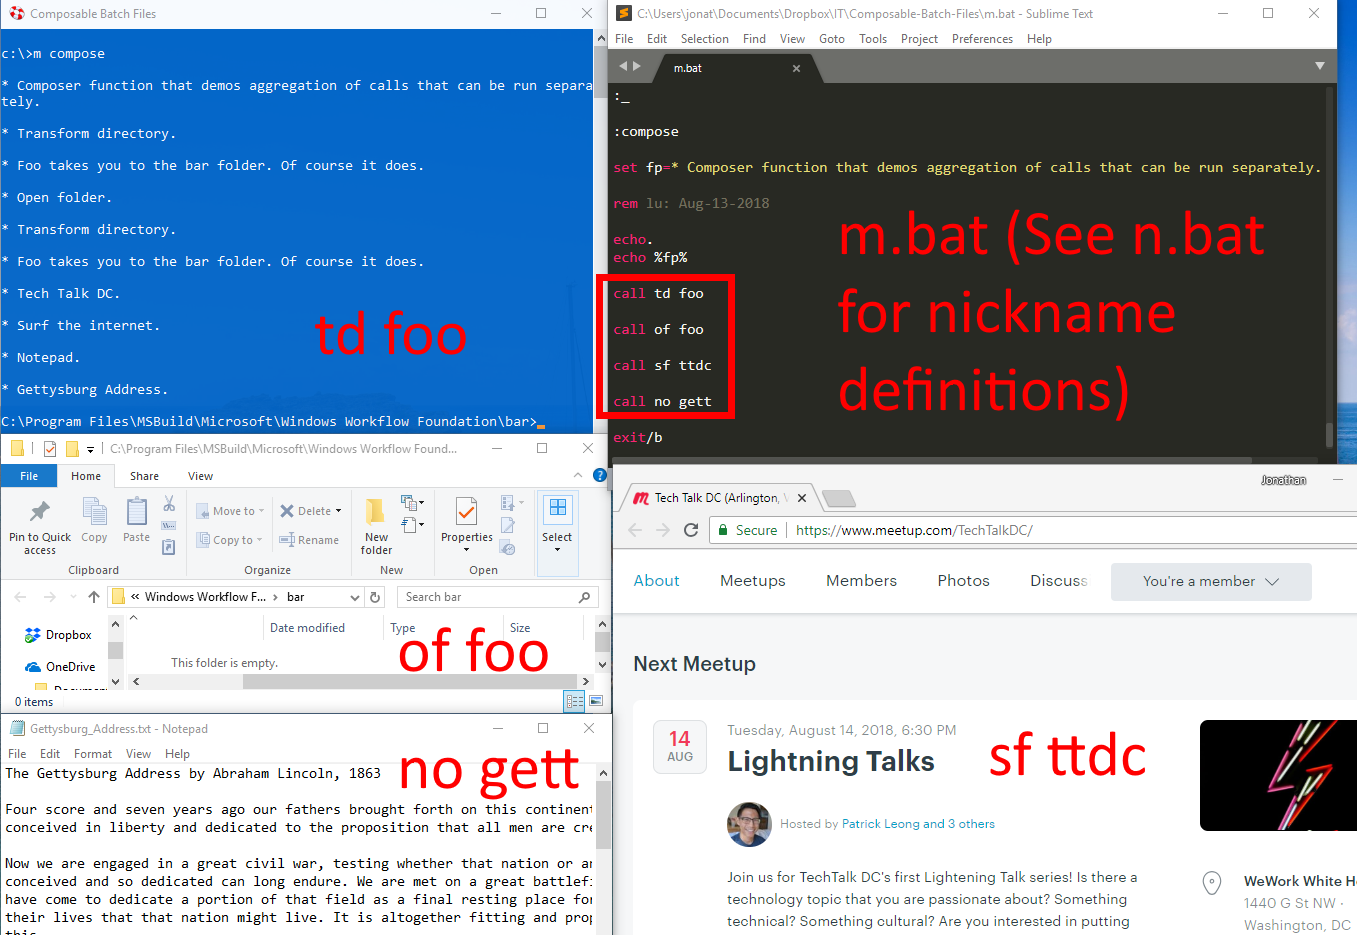 Composable Batch Files
c:\>m compose
* Composer function that demos aggregation of calls that can be run separa
tely.
* Transform directory.
* Foo takes you to the bar folder. Of course it does.
* Open folder.
* Transform directory.
* Foo takes you to the bar folder. Of course it does.
* Tech Talk DC.
* Surf the internet.
* Notepad.
* Gettysburg Address.
C:\Program Files\MSBuild\Microsoft\Windows Workflow Foundation\bar>
td foo
C:\Users\jonat\Documents\Dropbox\IT\Composable-Batch-Files\m.bat - Sublime Text
File Edit Selection Find View Goto Tools Project Preferences Help
m.bat
:_
:compose
set fp=* Composer function that demos aggregation of calls that can be run separately.
rem lu: Aug-13-2018
echo.
echo %fp%
call td foo
call of foo
call sf ttdc
call no gett
exit/b
m.bat (See n.bat
for nickname
definitions)
C:\Program Files\MSBuild\Microsoft\Windows Workflow Found...
File Home Share View
Pin to Quick
access
Copy
Paste
Clipboard
Move to
Copy to
Delete
Rename
Organize
New
folder
New
Properties
Open
Select
« Windows Workflow F... › bar
Search bar
Dropbox
OneDrive
Date modified Type Size
This folder is empty.
0 items
of foo
Gettysburg_Address.txt - Notepad
File Edit Format View Help
The Gettysburg Address by Abraham Lincoln, 1863
Four score and seven years ago our fathers brought forth on this continent
conceived in liberty and dedicated to the proposition that all men are cre
Now we are engaged in a great civil war, testing whether that nation or an
conceived and so dedicated can long endure. We are met on a great battlefi
have come to dedicate a portion of that field as a final resting place for
their lives that that nation might live. It is altogether fitting and prop
no gett
Jonathan
Tech Talk DC (Arlington,
Secure https://www.meetup.com/TechTalkDC/
About Meetups Members Photos Discuss You're a member
Next Meetup
14
AUG
Tuesday, August 14, 2018, 6:30 PM
Lightning Talks
Hosted by Patrick Leong and 3 others
Join us for TechTalk DC's first Lightening Talk series! Is there a
technology topic that you are passionate about? Something
technical? Something cultural? Are you interested in putting
WeWork White H
1440 G St NW ·
Washington, DC
sf ttdc